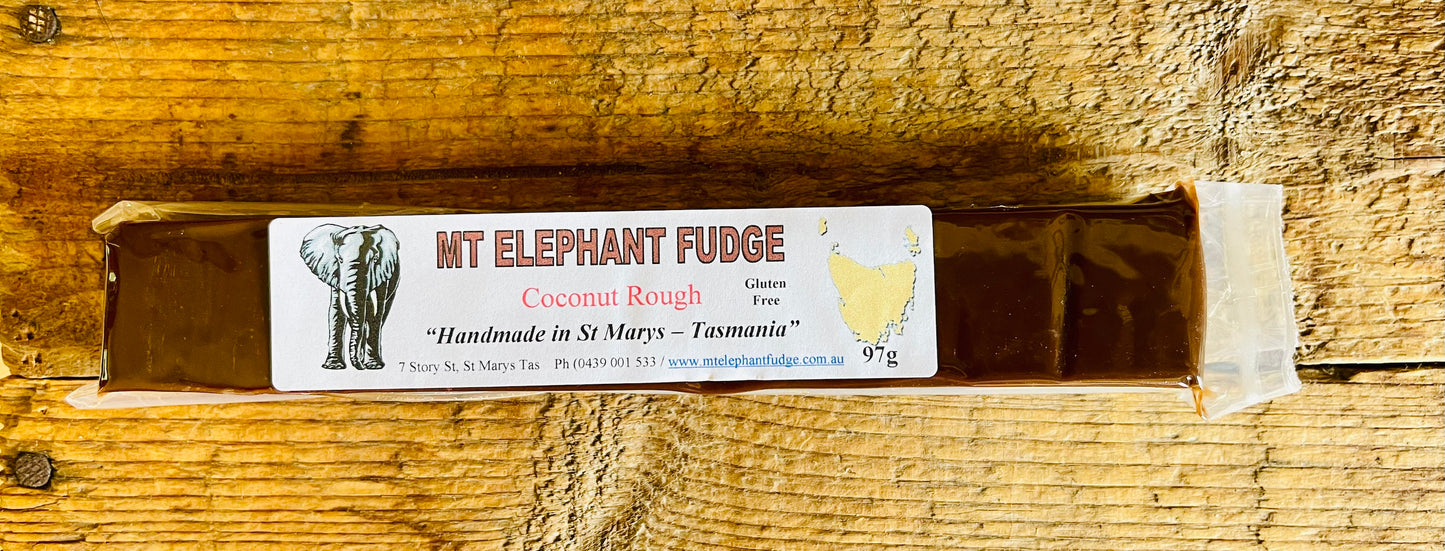 MT ELEPHANT FUDGE
Coconut Rough
Gluten
Free
“Handmade in St Marys – Tasmania”
7 Story St, St Marys Tas Ph (0439 001 533 / www.mtelephantfudge.com.au
97g